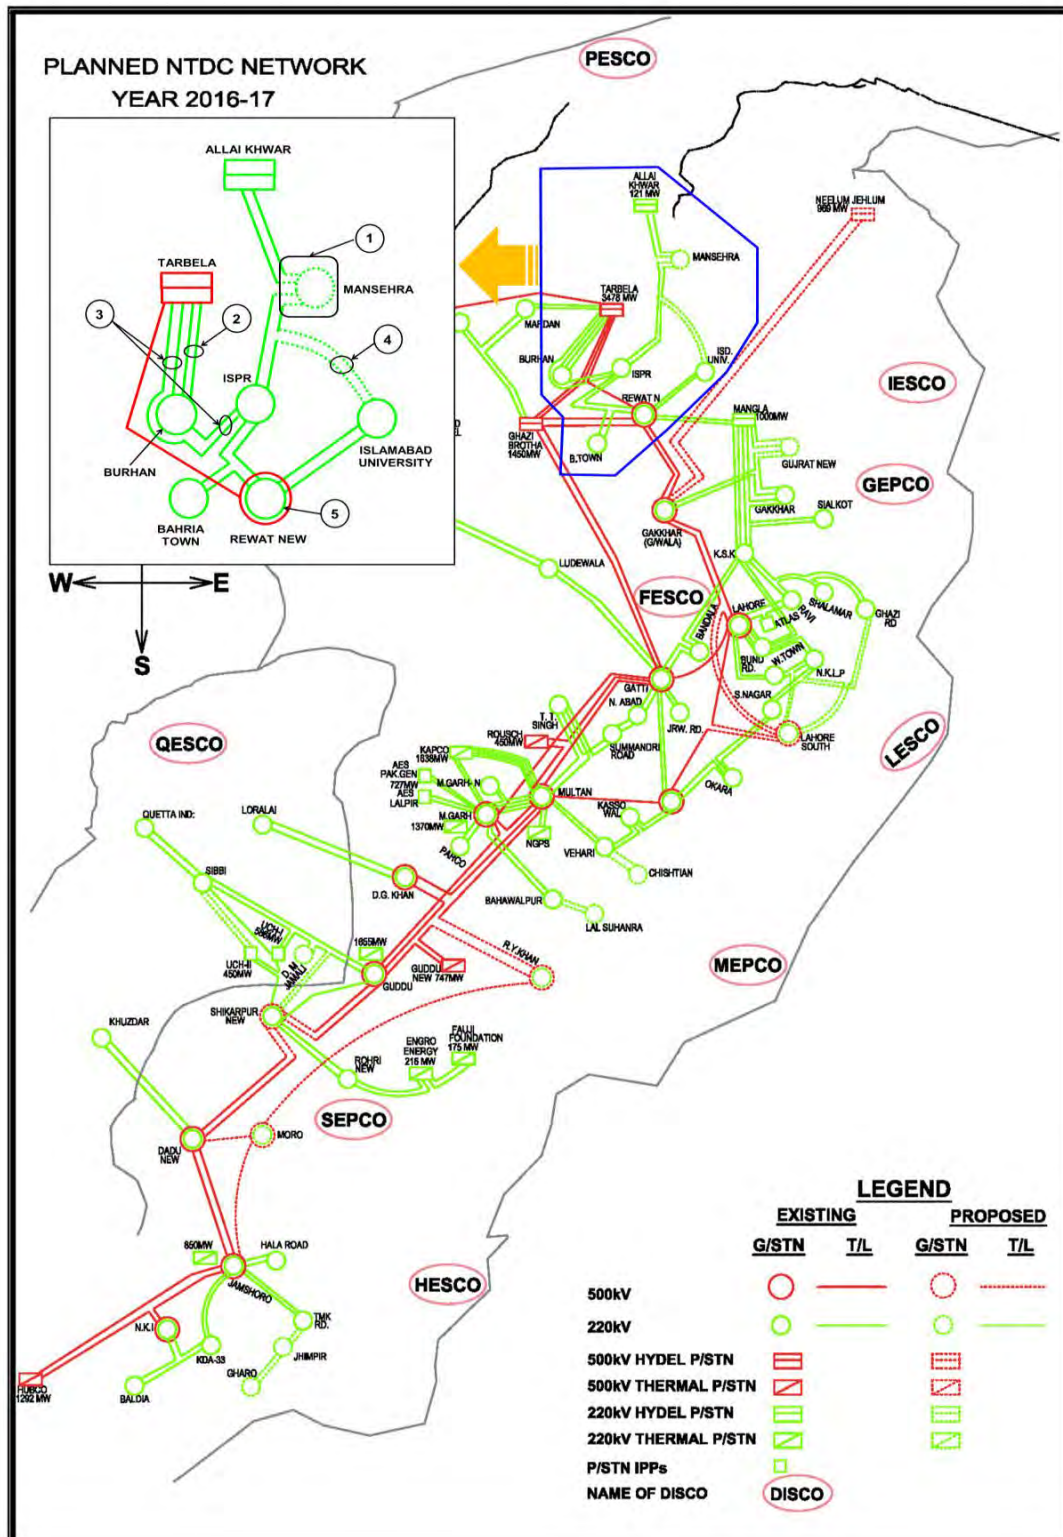 PLANNED NTDC NETWORK
YEAR 2016-17
PESCO
ALLAI KHWAR
1
TARBELA
MANSEHRA
3
2
4
ISPR
BURHAN
ISLAMABAD
UNIVERSITY
5
BAHRIA
TOWN
REWAT NEW
W
E
S
ALLAI
KHWAR
121 MW
NEELUM JEHLUM
969 MW
MANSEHRA
TARBELA
3478 MW
MARDAN
BURHAN
ISPR
ISD.
UNIV.
IESCO
REWAT N
MANGLA
1000MW
GHAZI
BROTHA
1450MW
B.TOWN
GUJRAT NEW
GEPCO
GAKKHAR
SIALKOT
GAKKHAR
(G/WALA)
K.S.K
LUDEWALA
FESCO
BANDALA
LAHORE
ATLAS
RAVI
SHALAMAR
GHAZI
RD
BUND
RD.
W.TOWN
N.K.L.P
GATTI
N. ABAD
S.NAGAR
T. T.
SINGH
JRW. RD.
LAHORE
SOUTH
LESCO
QESCO
ROUSCH
450MW
SUMMANDRI
ROAD
KAPCO
1638MW
AES
PAK.GEN
727MW
M.GARH- N
OKARA
AES
LALPIR
MULTAN
KASSO
WAL
M.GARH
1370MW
NGPS
PARCO
VEHARI
LORALAI
QUETTA IND:
CHISHTIAN
SIBBI
D.G. KHAN
BAHAWALPUR
LAL SUHANRA
UCH-I
586MW
1655MW
R.Y.KHAN
MEPCO
UCH-II
450MW
D. M
JAMALI
GUDDU
GUDDU
NEW 747MW
SHIKARPUR
NEW
KHUZDAR
FAUJI
FOUNDATION
175 MW
ENGRO
ENERGY
216 MW
ROHRI
NEW
SEPCO
DADU
NEW
MORO
850MW
HALA ROAD
JAMSHORO
HESCO
N.K.I
TMK
RD.
KDA-33
JHIMPIR
GHARO
HUBCO
1292 MW
BALDIA
LEGEND
EXISTING PROPOSED
G/STN T/L G/STN T/L
500kV
220kV
500kV HYDEL P/STN
500kV THERMAL P/STN
220kV HYDEL P/STN
220kV THERMAL P/STN
P/STN IPPs
NAME OF DISCO DISCO